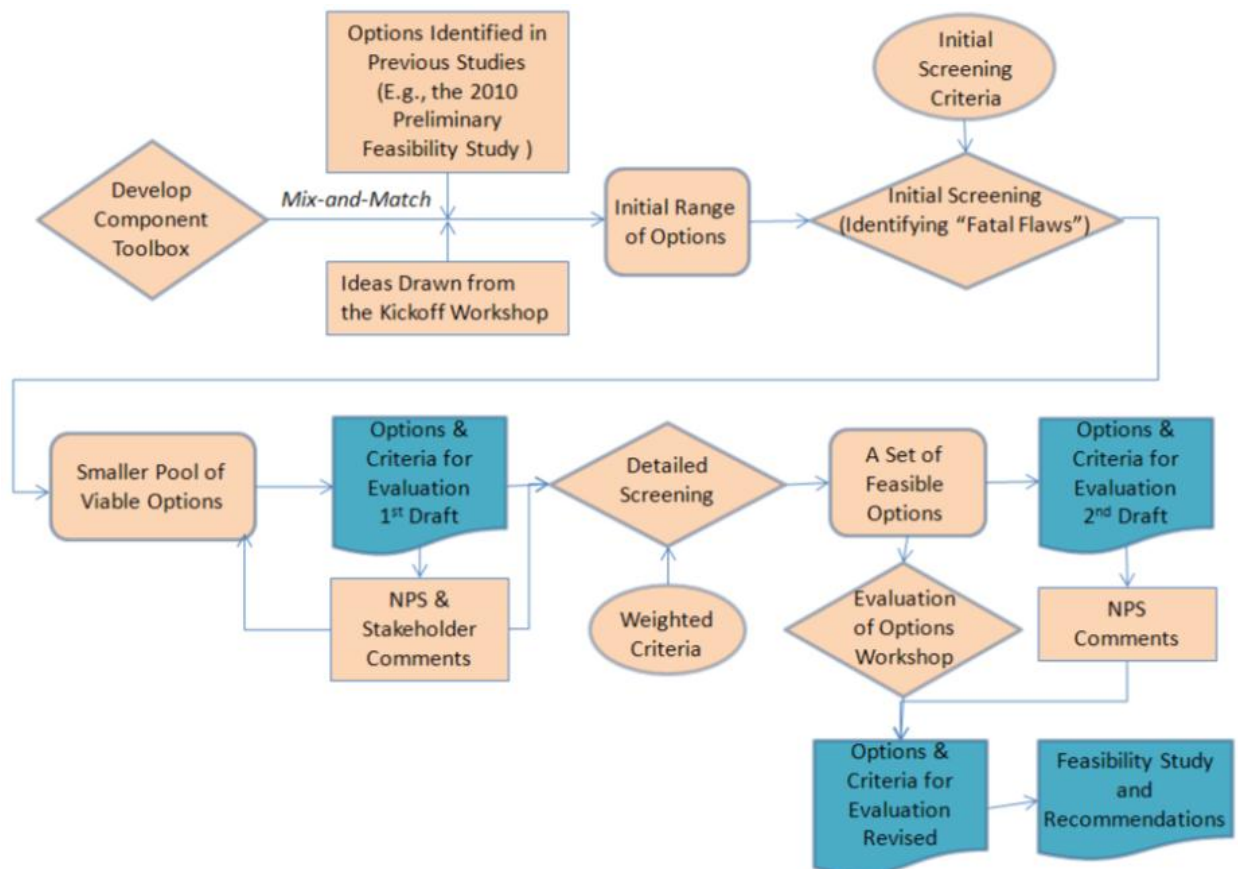 Options Identified in
Previous Studies
(E.g., the 2010
Preliminary
Feasibility Study )
Initial
Screening
Criteria
Develop
Component
Toolbox
Mix-and-Match
Initial Range
of Options
Initial Screening
(Identifying “Fatal Flaws”)
Ideas Drawn from
the Kickoff Workshop
Smaller Pool of
Viable Options
Options &
Criteria for
Evaluation
1st Draft
Detailed
Screening
A Set of
Feasible
Options
Options &
Criteria for
Evaluation
2nd Draft
NPS &
Stakeholder
Comments
Weighted
Criteria
Evaluation
of Options
Workshop
NPS
Comments
Options &
Criteria for
Evaluation
Revised
Feasibility Study
and
Recommendations